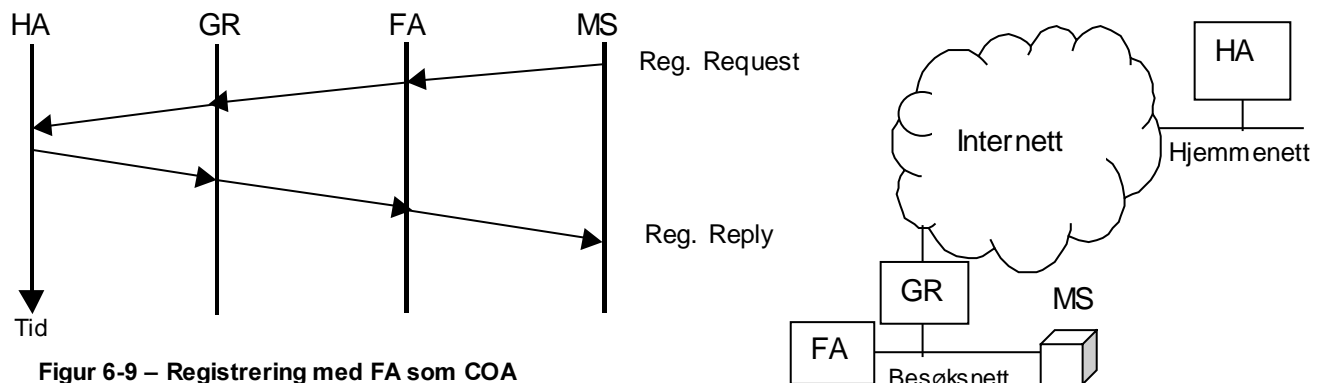 HA GR FA MS
Reg. Request
Reg. Reply
Tid
Figur 6-9 – Registrering med FA som COA
HA
Internett
Hjemmenett
GR
MS
FA
Besøksnett